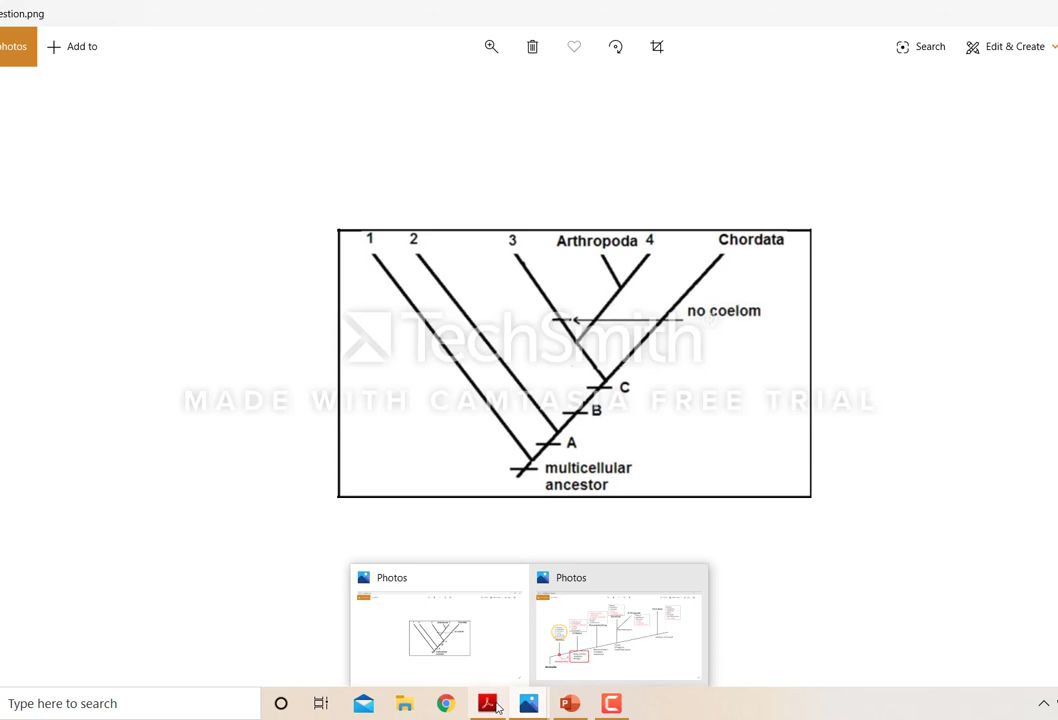 estion.png
photos
Add to
Search
Edit & Create
1 2 3 Arthropoda 4 Chordata
no coelom
TechSmith
MADE WITH CAMTASIA FREE TRIAL
C
B
A
multicellular
ancestor
Photos
Photos
Type here to search